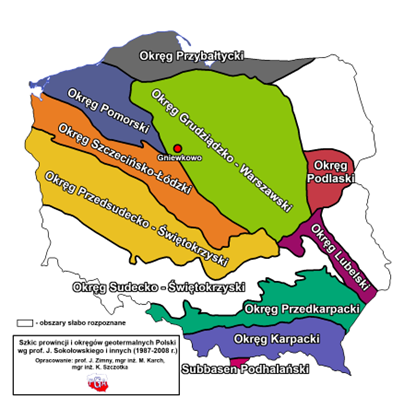 Okręg Przybałtycki
Okręg Pomorski
Okręg Grudziądzko - Warszawski
Gniewkowo
Okręg Szczecińsko-Łódzki
Okręg
Podlaski
Okręg Przedsudecko - Świętokrzyski
Okręg Lubelski
Okręg Sudecko - Świętokrzyski
Okręg Przedkarpacki
- obszary słabo rozpoznane
Okręg Karpacki
Szkic prowincji i okręgów geotermalnych Polski
wg prof. J. Sokołowskiego i innych (1987-2008 r.)
Opracowanie: prof. J. Zimny, mgr inż. M. Karch,
mgr inż. K. Szczotka
Subbasen Podhalański